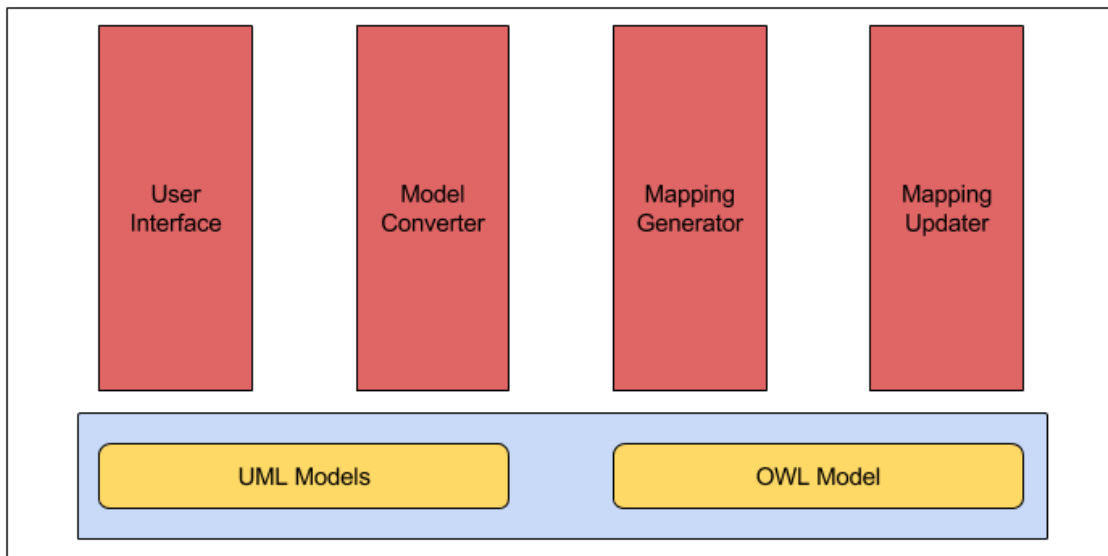 User
Interface
Model
Converter
Mapping
Generator
Mapping
Updater
UML Models
OWL Model